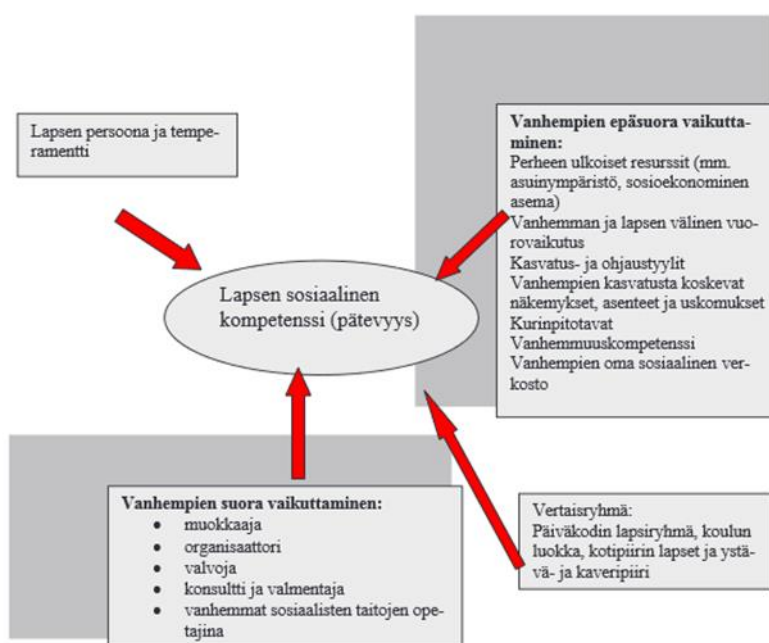 Lapsen persoona ja tempe-
ramentti
Vanhempien epäsuora vaikutta-
minen:
Perheen ulkoiset resurssit (mm.
asuinympäristö, sosioekonominen
asema)
Vanhemman ja lapsen välinen vuo-
rovaikutus
Kasvatus- ja ohjaustyylit
Vanhempien kasvatusta koskevat
näkemykset, asenteet ja uskomukset
Kurinpitotavat
Vanhemmuuskompetenssi
Vanhempien oma sosiaalinen ver-
kosto
Lapsen sosiaalinen
kompetenssi (pätevyys)
Vanhempien suora vaikuttaminen:
• muokkaaja
• organisaattori
• valvoja
• konsultti ja valmentaja
• vanhemmat sosiaalisten taitojen ope-
tajina
Vertaisryhmä:
Päiväkodin lapsiryhmä, koulun
luokka, kotipiirin lapset ja ystä-
vä- ja kaveripiiri